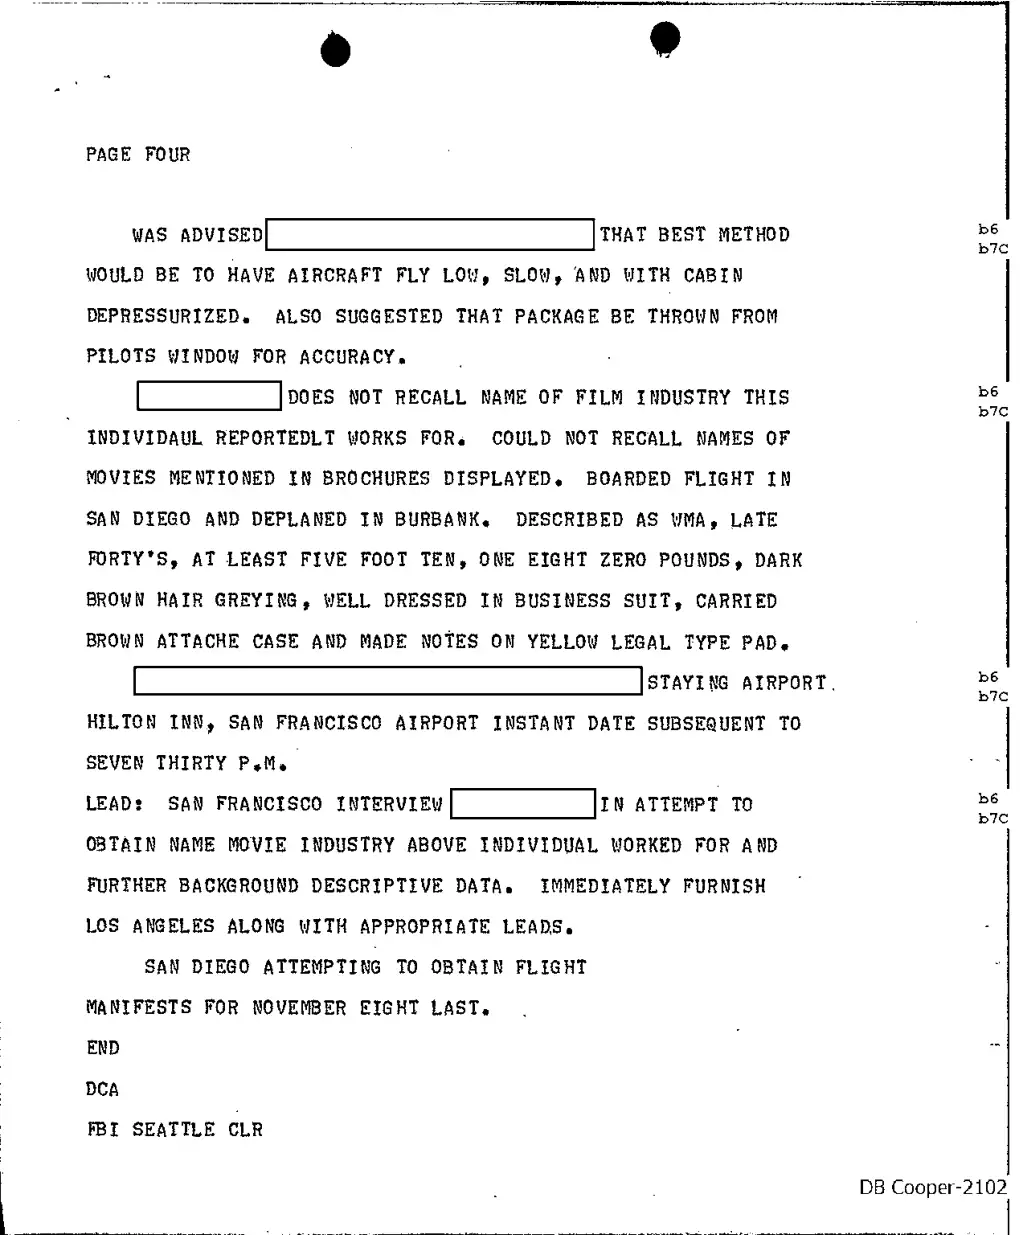 PAGE FOUR
WAS ADVISED THAT BEST METHOD b6
b7C
WOULD BE TO HAVE AIRCRAFT FLY LOW, SLOW, AND WITH CABIN
DEPRESSURIZED. ALSO SUGGESTED THAT PACKAGE BE THROWN FROM
PILOTS WINDOW FOR ACCURACY.
DOES NOT RECALL NAME OF FILM INDUSTRY THIS b6
b7C
INDIVIDAUL REPORTEDLT WORKS FOR. COULD NOT RECALL NAMES OF
MOVIES MENTIONED IN BROCHURES DISPLAYED. BOARDED FLIGHT IN
SAN DIEGO AND DEPLANED IN BURBANK. DESCRIBED AS WMA, LATE
FORTY'S, AT LEAST FIVE FOOT TEN, ONE EIGHT ZERO POUNDS, DARK
BROWN HAIR GREYING, WELL DRESSED IN BUSINESS SUIT, CARRIED
BROWN ATTACHE CASE AND MADE NOTES ON YELLOW LEGAL TYPE PAD.
STAYING AIRPORT. b6
b7C
HILTON INN, SAN FRANCISCO AIRPORT INSTANT DATE SUBSEQUENT TO
SEVEN THIRTY P.M.
LEAD: SAN FRANCISCO INTERVIEW IN ATTEMPT TO b6
b7C
OBTAIN NAME MOVIE INDUSTRY ABOVE INDIVIDUAL WORKED FOR AND
FURTHER BACKGROUND DESCRIPTIVE DATA. IMMEDIATELY FURNISH
LOS ANGELES ALONG WITH APPROPRIATE LEADS.
SAN DIEGO ATTEMPTING TO OBTAIN FLIGHT
MANIFESTS FOR NOVEMBER EIGHT LAST.
END
DCA
FBI SEATTLE CLR
DB Cooper-2102